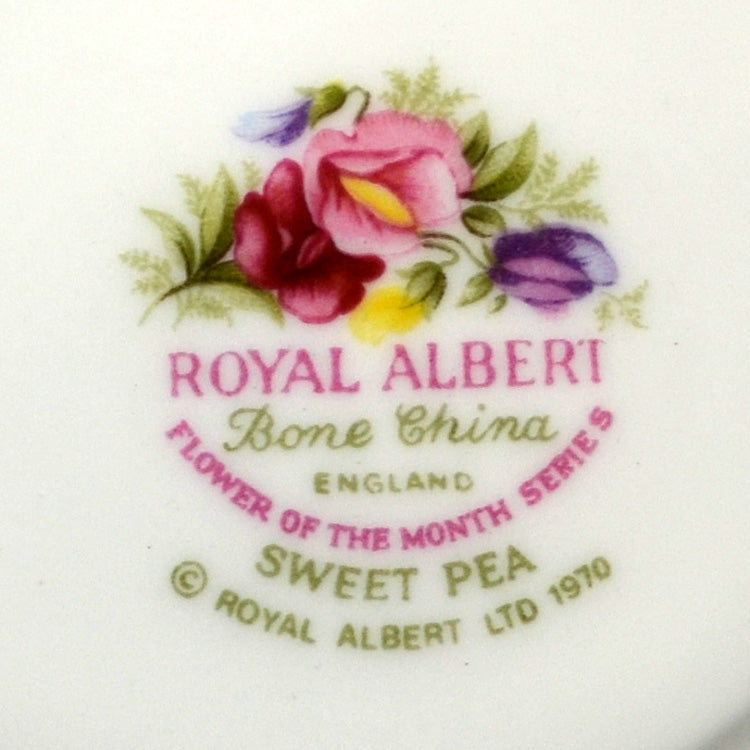 ROYAL ALBERT
Bone China
ENGLAND
FLOWER OF THE MONTH SERIES
SWEET PEA
© ROYAL ALBERT LTD 1970